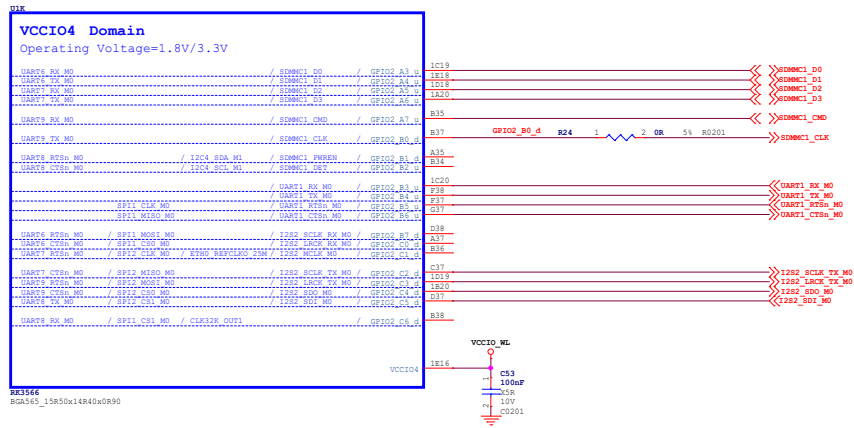 U1K
VCCIO4 Domain
Operating Voltage=1.8V/3.3V
UART6_RX_M0 / SDMMC1_D0 / GPIO2_A3_u 1C19 SDMMC1_D0
UART6_TX_M0 / SDMMC1_D1 / GPIO2_A4_u 1E18 SDMMC1_D1
UART7_RX_M0 / SDMMC1_D2 / GPIO2_A5_u 1D18 SDMMC1_D2
UART7_TX_M0 / SDMMC1_D3 / GPIO2_A6_u 1A20 SDMMC1_D3
UART9_RX_M0 / SDMMC1_CMD / GPIO2_A7_u B35 SDMMC1_CMD
UART9_TX_M0 / SDMMC1_CLK / GPIO2_B0_d B37 GPIO2_B0_d R24 1 2 0R 5% R0201 SDMMC1_CLK
UART8_RTSn_M0 / I2C4_SDA_M1 / SDMMC1_PWREN / GPIO2_B1_d A35
UART8_CTSn_M0 / I2C4_SCL_M1 / SDMMC1_DET / GPIO2_B2_u B34
/ UART1_RX_M0 / GPIO2_B3_u 1C20 UART1_RX_M0
/ UART1_TX_M0 / GPIO2_B4_u F38 UART1_TX_M0
SPI1_CLK_M0 / UART1_RTSn_M0 / GPIO2_B5_u F37 UART1_RTSn_M0
SPI1_MISO_M0 / UART1_CTSn_M0 / GPIO2_B6_u G37 UART1_CTSn_M0
UART6_RTSn_M0 / SPI1_MOSI_M0 / I2S2_SCLK_RX_M0 / GPIO2_B7_d D38
UART6_CTSn_M0 / SPI1_CS0_M0 / I2S2_LRCK_RX_M0 / GPIO2_C0_d A37
UART7_RTSn_M0 / SPI2_CLK_M0 / ETH0_REFCLKO_25M / I2S2_MCLK_M0 / GPIO2_C1_d B36
UART7_CTSn_M0 / SPI2_MISO_M0 / I2S2_SCLK_TX_M0 / GPIO2_C2_d C37 I2S2_SCLK_TX_M0
UART9_RTSn_M0 / SPI2_MOSI_M0 / I2S2_LRCK_TX_M0 / GPIO2_C3_d 1D19 I2S2_LRCK_TX_M0
UART9_CTSn_M0 / SPI2_CS0_M0 / I2S2_SDO_M0 / GPIO2_C4_d 1B20 I2S2_SDO_M0
UART8_TX_M0 / SPI2_CS1_M0 / I2S2_SDI_M0 / GPIO2_C5_d D37 I2S2_SDI_M0
UART8_RX_M0 / SPI1_CS1_M0 / CLK32K_OUT1 / GPIO2_C6_d B38
VCCIO_WL
VCCIO4 1E16
1 C53
100nF
X5R
10V
2 C0201
RK3566
BGA565_15R50x14R40x0R90